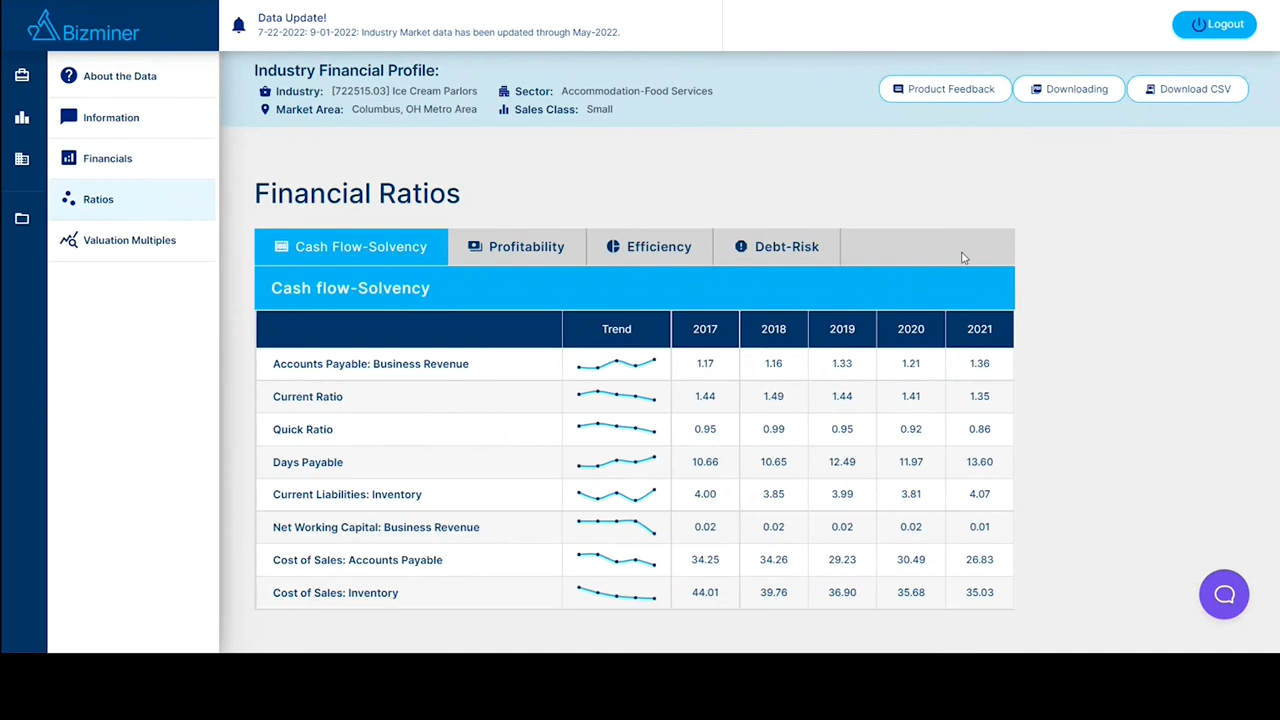 Bizminer
Data Update!
7-22-2022: 9-01-2022: Industry Market data has been updated through May-2022.
Logout
About the Data
Information
Financials
Ratios
Valuation Multiples
Industry Financial Profile:
Industry: [722515.03] Ice Cream Parlors Sector: Accommodation-Food Services
Market Area: Columbus, OH Metro Area Sales Class: Small
Product Feedback Downloading Download CSV
Financial Ratios
Cash Flow-Solvency Profitability Efficiency Debt-Risk
Cash flow-Solvency
Trend 2017 2018 2019 2020 2021
Accounts Payable: Business Revenue 1.17 1.16 1.33 1.21 1.36
Current Ratio 1.44 1.49 1.44 1.41 1.35
Quick Ratio 0.95 0.99 0.95 0.92 0.86
Days Payable 10.66 10.65 12.49 11.97 13.60
Current Liabilities: Inventory 4.00 3.85 3.99 3.81 4.07
Net Working Capital: Business Revenue 0.02 0.02 0.02 0.02 0.01
Cost of Sales: Accounts Payable 34.25 34.26 29.23 30.49 26.83
Cost of Sales: Inventory 44.01 39.76 36.90 35.68 35.03